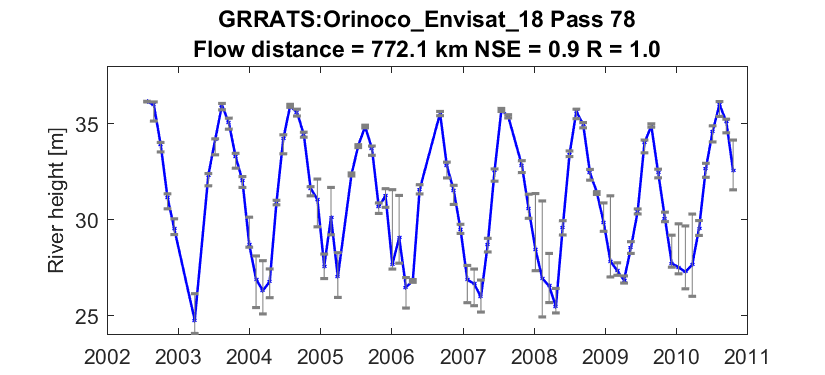 GRRATS:Orinoco_Envisat_18 Pass 78
Flow distance = 772.1 km NSE = 0.9 R = 1.0
River height [m]
35
30
25
2002 2003 2004 2005 2006 2007 2008 2009 2010 2011